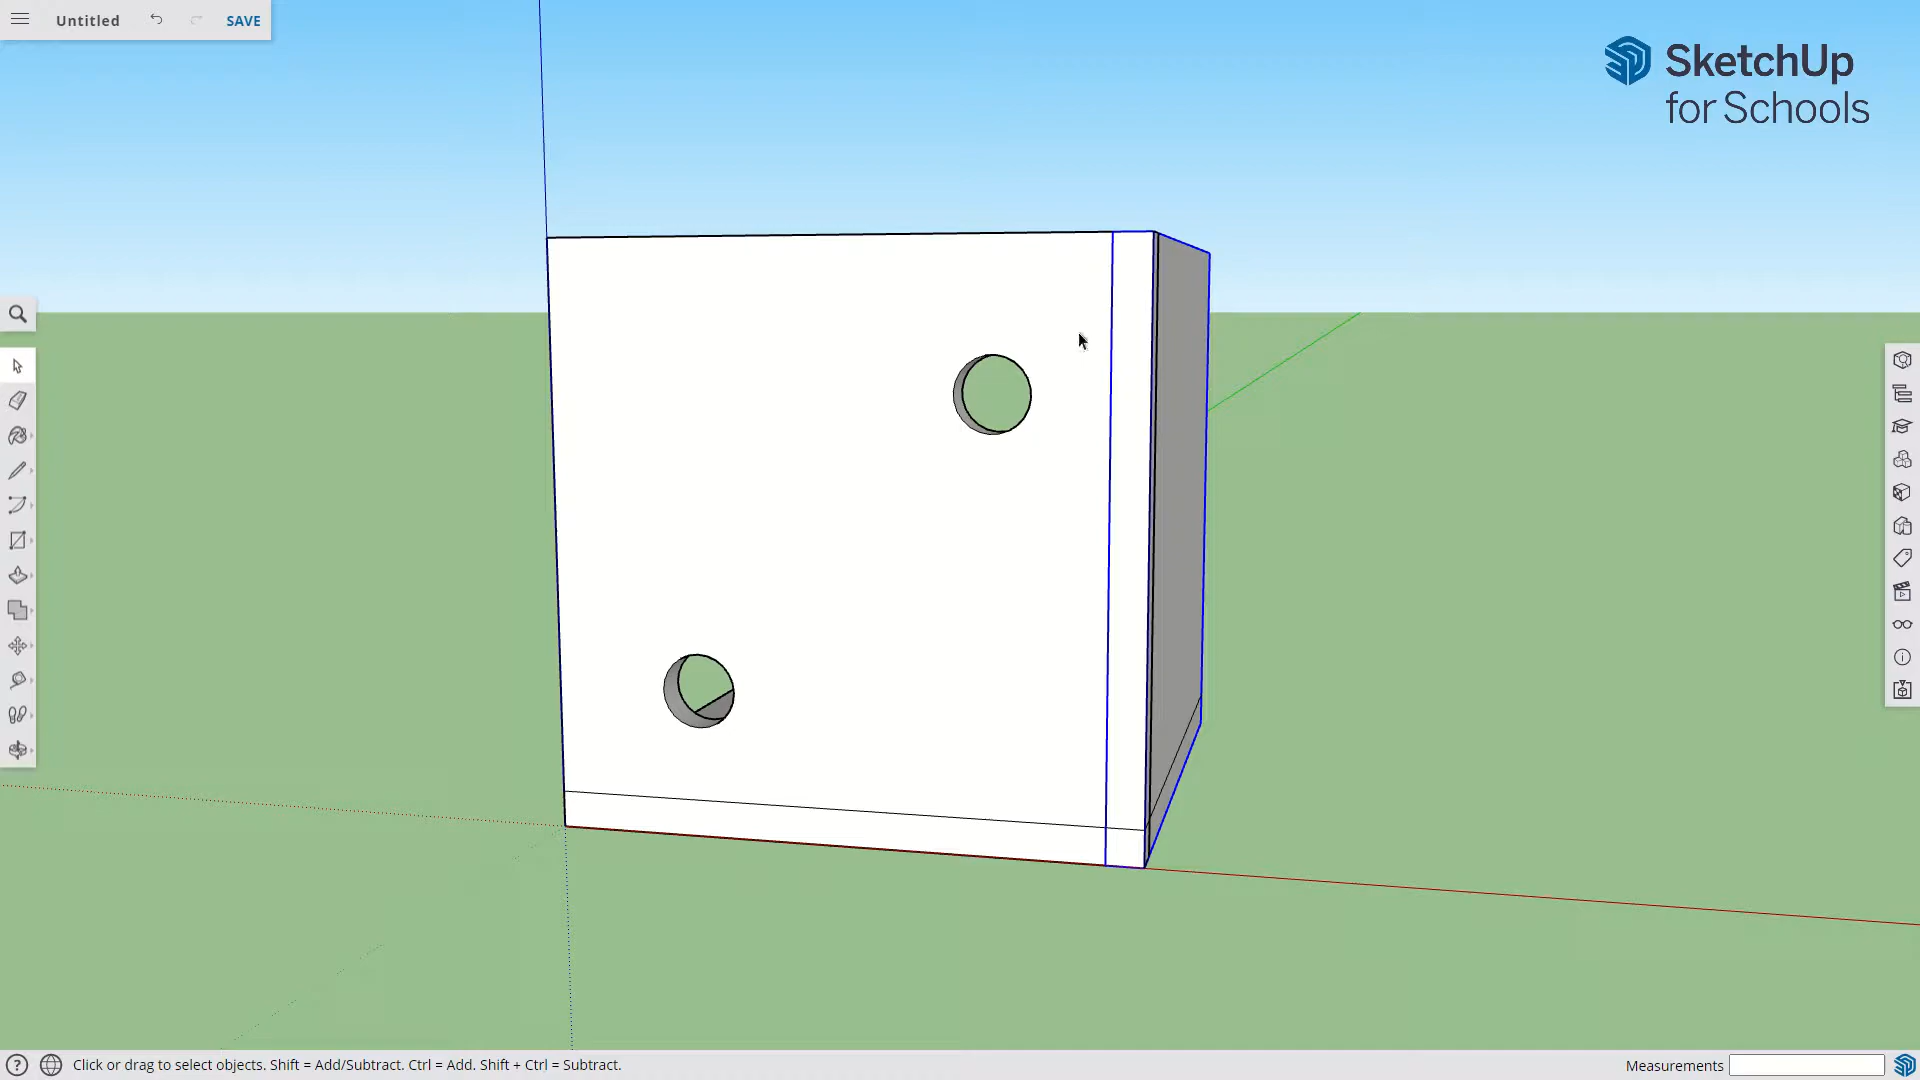 Untitled SAVE
SketchUp
for Schools
Click or drag to select objects. Shift = Add/Subtract. Ctrl = Add. Shift + Ctrl = Subtract. Measurements